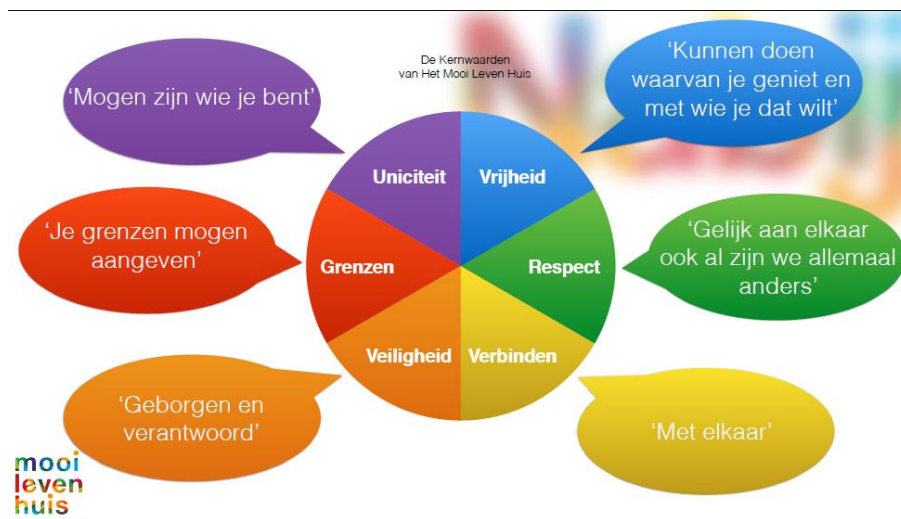 De Kernwaarden
van Het Mooi Leven Huis
'Mogen zijn wie je bent'
'Kunnen doen
waarvan je geniet en
met wie je dat wilt'
Uniciteit
Vrijheid
'Je grenzen mogen
aangeven'
Grenzen
Respect
'Gelijk aan elkaar
ook al zijn we allemaal
anders'
Veiligheid
Verbinden
'Geborgen en
verantwoord'
'Met elkaar'
mooi
leven
huis